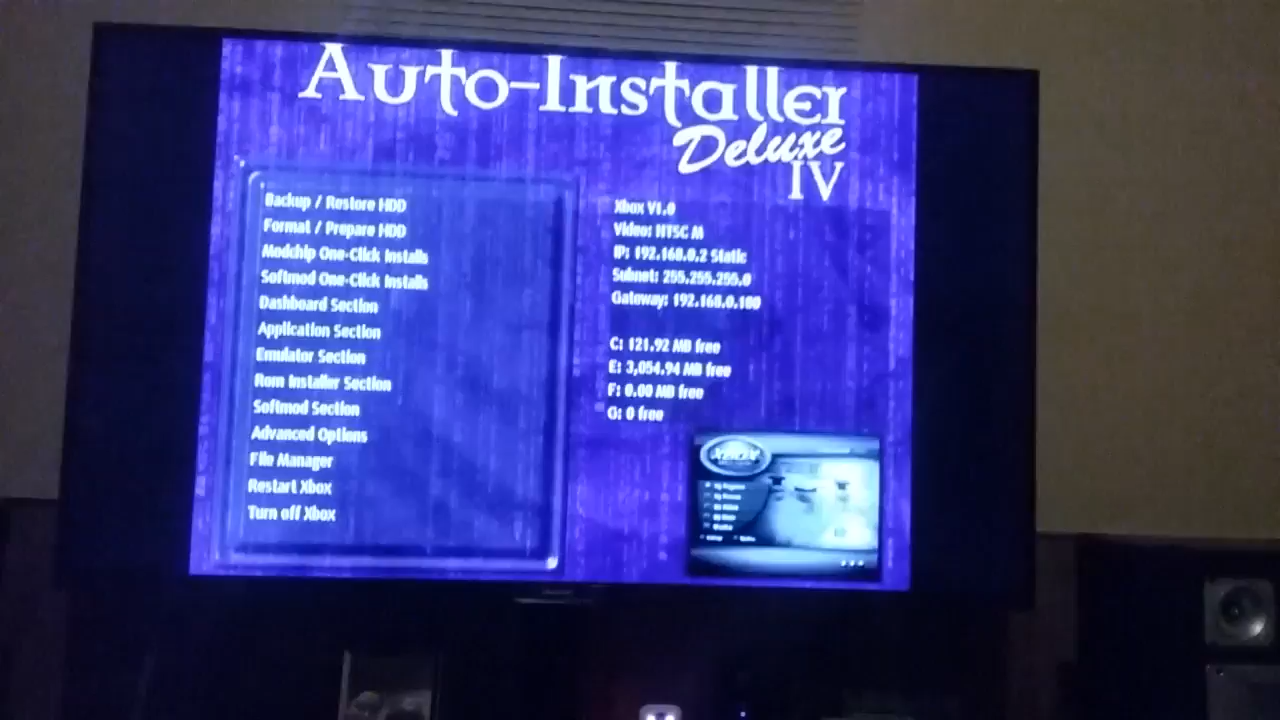 Auto-Installer
Deluxe
IV
Backup / Restore HDD
Format / Prepare HDD
Modchip One-Click Installs
Softmod One-Click Installs
Dashboard Section
Application Section
Emulator Section
Rom Installer Section
Softmod Section
Advanced Options
File Manager
Restart Xbox
Turn off Xbox
Xbox V1.0
Video: NTSC M
IP: 192.168.0.2 Static
Subnet: 255.255.255.0
Gateway: 192.168.0.100
C: 121.92 MB free
E: 3,054.94 MB free
F: 0.00 MB free
G: 0 free
XBOX